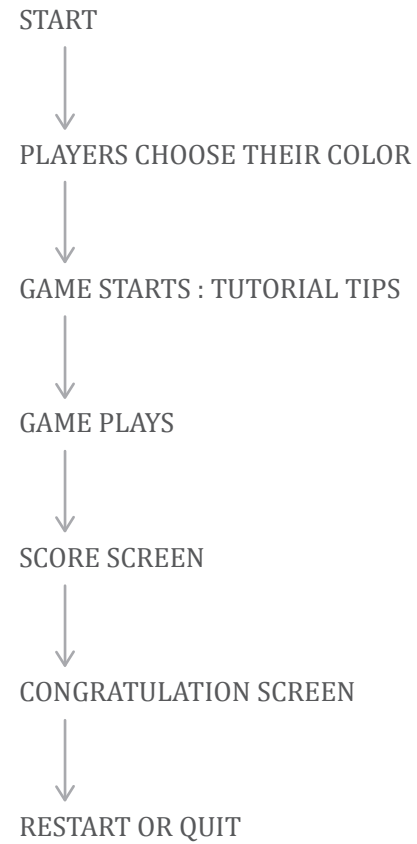 START
PLAYERS CHOOSE THEIR COLOR
GAME STARTS : TUTORIAL TIPS
GAME PLAYS
SCORE SCREEN
CONGRATULATION SCREEN
RESTART OR QUIT